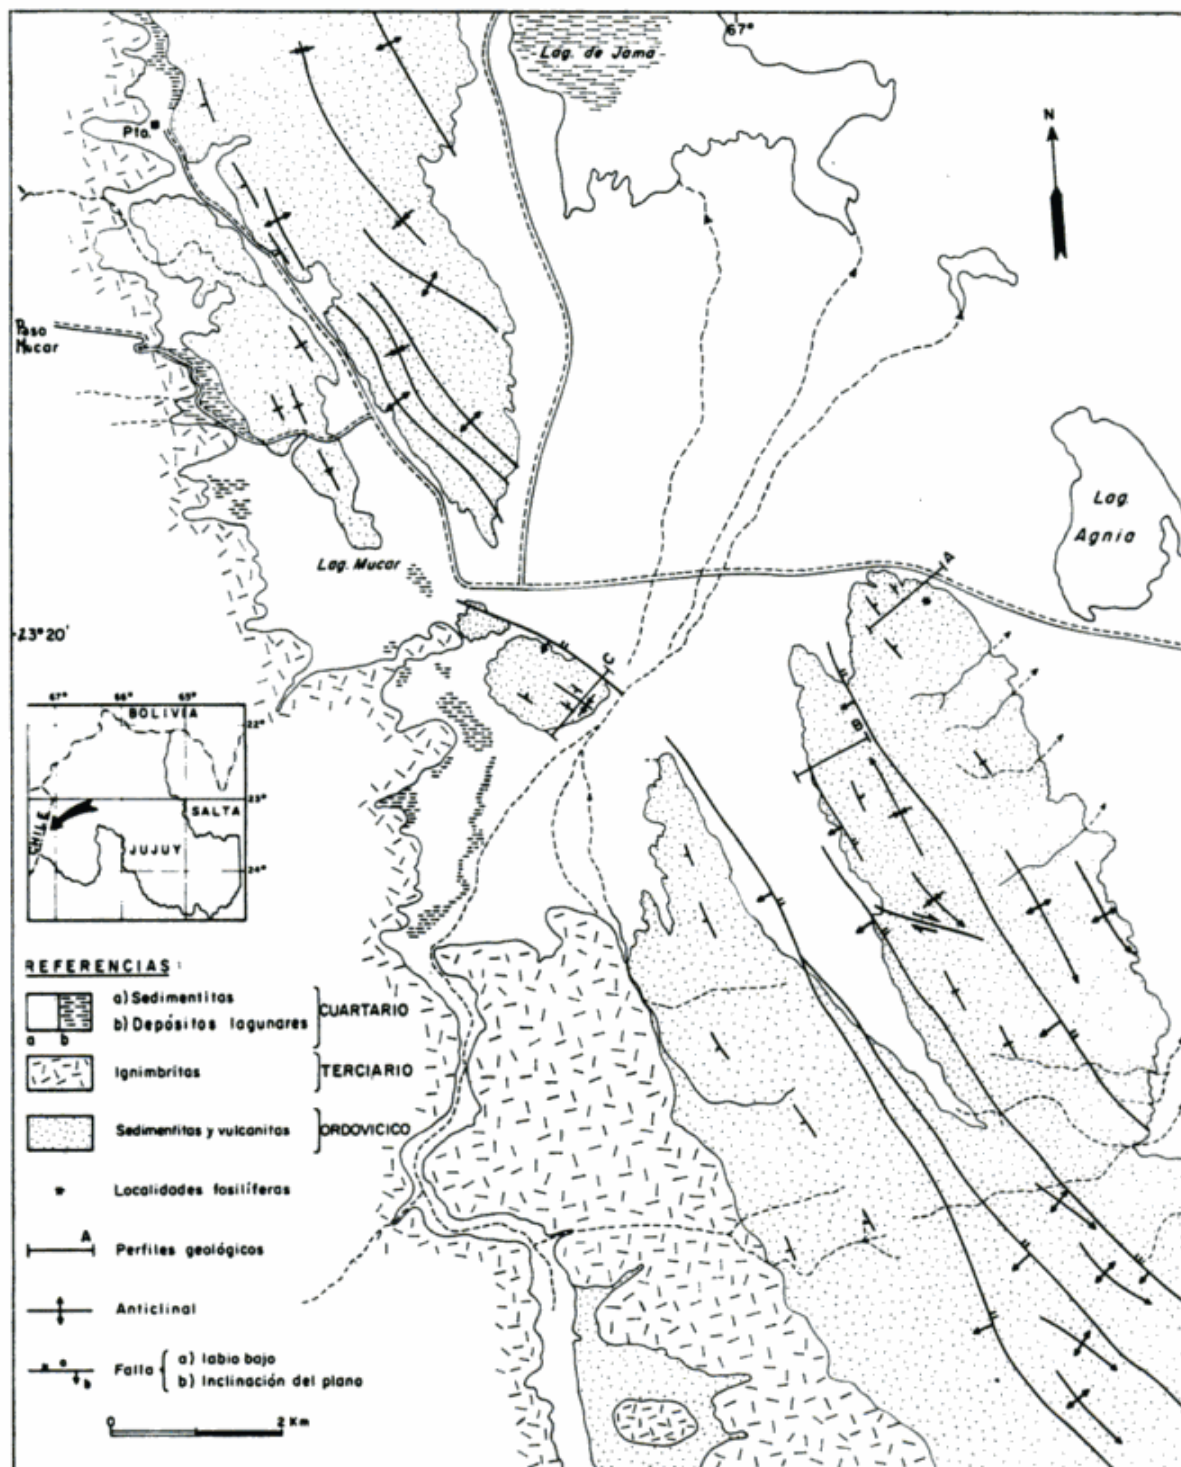 Lag. de Jama
67°
N
Pto.
Paso
Mucar
Lag.
Agnia
Lag. Mucar
A
23° 20'
C
B
67°
66°
65°
BOLIVIA
22°
23°
CHILE
SALTA
JUJUY
24°
REFERENCIAS:
a) Sedimentitas
b) Depósitos lagunares
CUARTARIO
a b
Ignimbritas
TERCIARIO
Sedimentitas y vulcanitas
ORDOVICICO
Localidades fosilíferas
A
Perfiles geológicos
Anticlinal
a
b
Falla
a) labio bajo
b) Inclinación del plano
0 2 Km